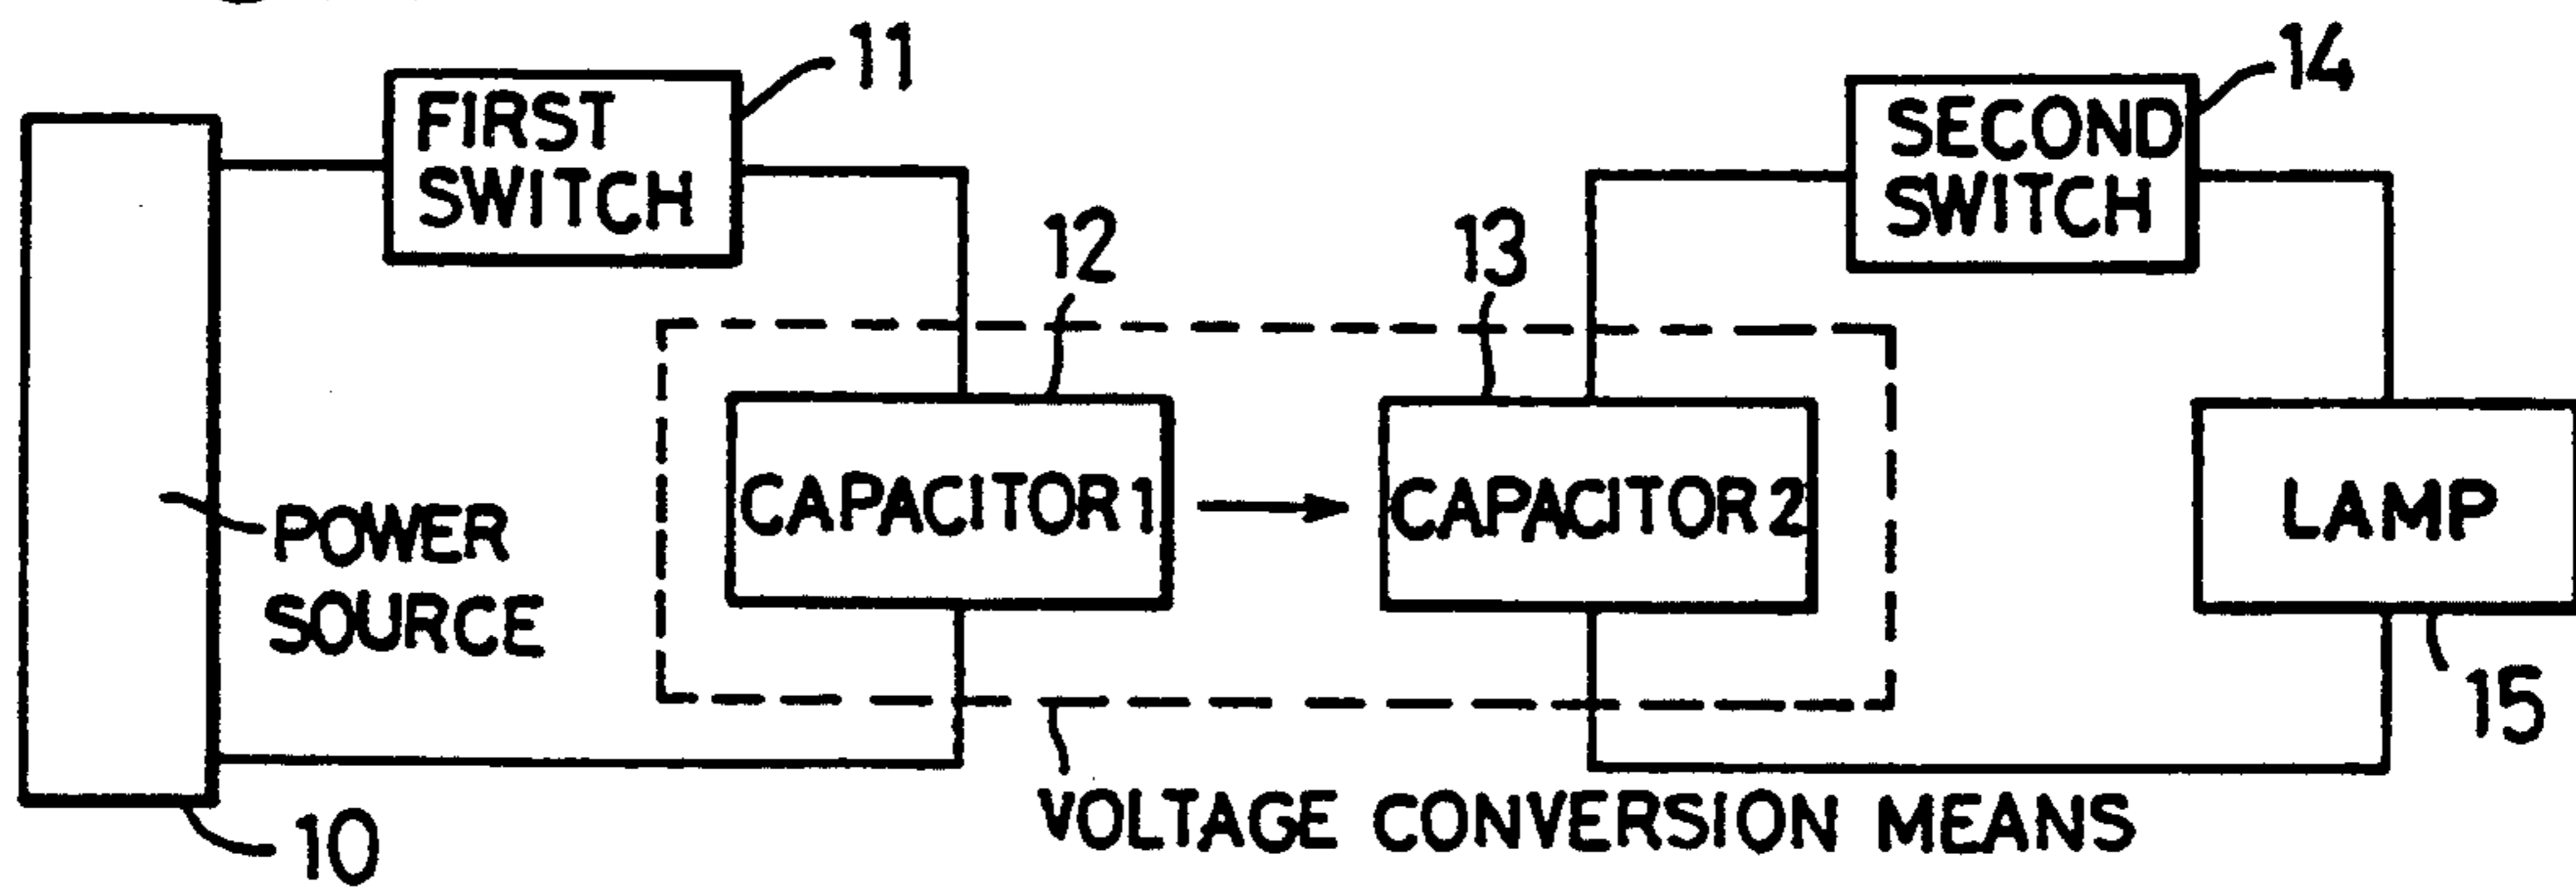 11
14
FIRST
SWITCH
SECOND
SWITCH
12
13
CAPACITOR 1
CAPACITOR 2
LAMP
POWER
SOURCE
15
VOLTAGE CONVERSION MEANS
10